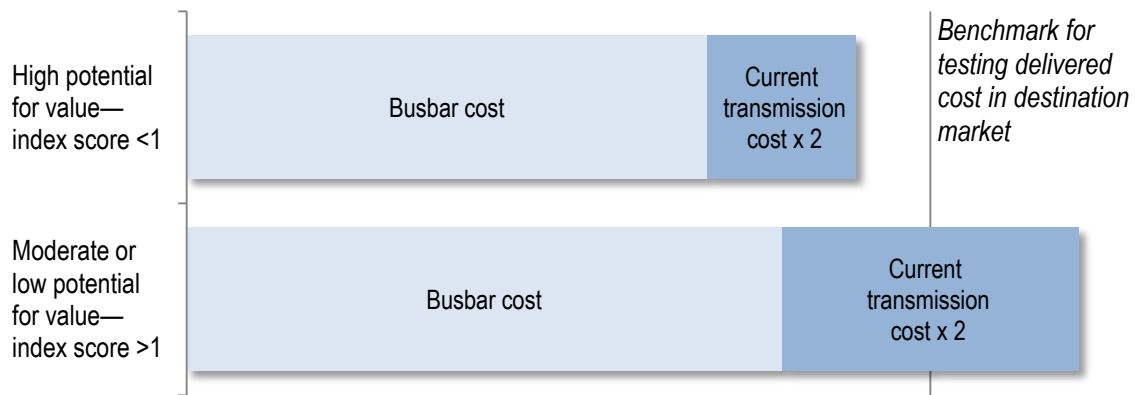 High potential
for value—
index score <1
Busbar cost
Current
transmission
cost x 2
Benchmark for
testing delivered
cost in destination
market
Moderate or
low potential
for value—
index score >1
Busbar cost
Current
transmission
cost x 2